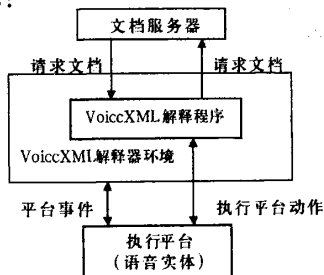 文档服务器
请求文档
请求文档
VoiccXML解释程序
VoiccXML解释器环境
平台事件
执行平台动作
执行平台
(语音实体)